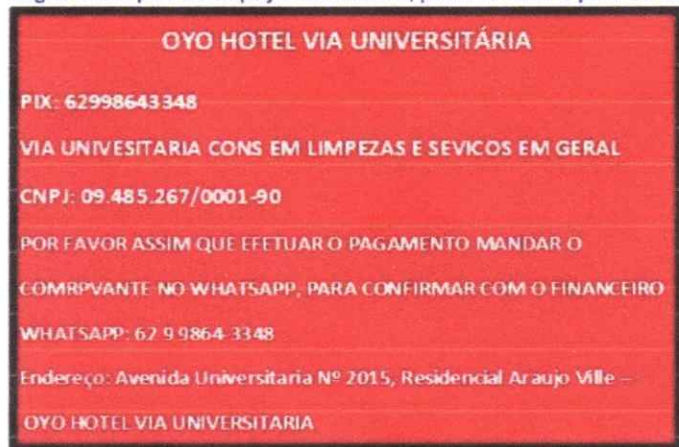 OYO HOTEL VIA UNIVERSITÁRIA
PIX: 62998643348
VIA UNIVESITARIA CONS EM LIMPEZAS E SEVICOS EM GERAL
CNPJ: 09.485.267/0001-90
POR FAVOR ASSIM QUE EFETUAR O PAGAMENTO MANDAR O
COMRPVANTE NO WHATSAPP, PARA CONFIRMAR COM O FINANCEIRO
WHATSAPP: 62 9 9864-3348
Endereço: Avenida Universitaria Nº 2015, Residencial Araujo Ville –
OYO HOTEL VIA UNIVERSITARIA